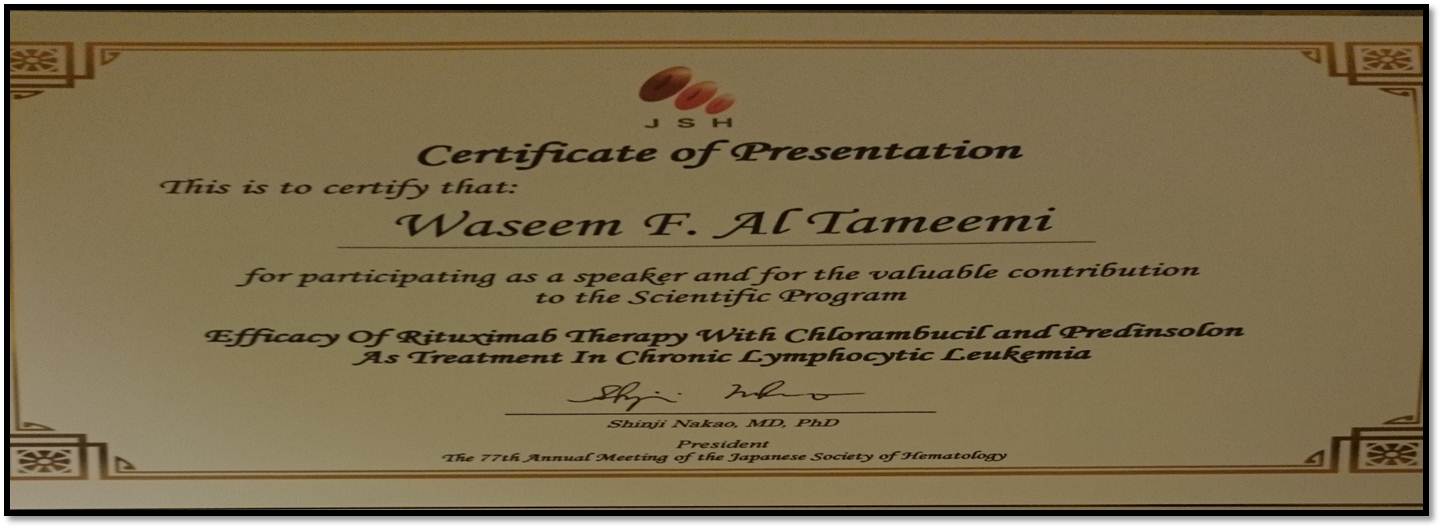 JSH
Certificate of Presentation
This is to certify that:
Waseem F. Al Tameemi
for participating as a speaker and for the valuable contribution
to the Scientific Program
Efficacy Of Rituximab Therapy With Chlorambucil and Predinsolon
As Treatment In Chronic Lymphocytic Leukemia
Shinji Nakao
Shinji Nakao, MD, PhD
President
The 77th Annual Meeting of the Japanese Society of Hematology